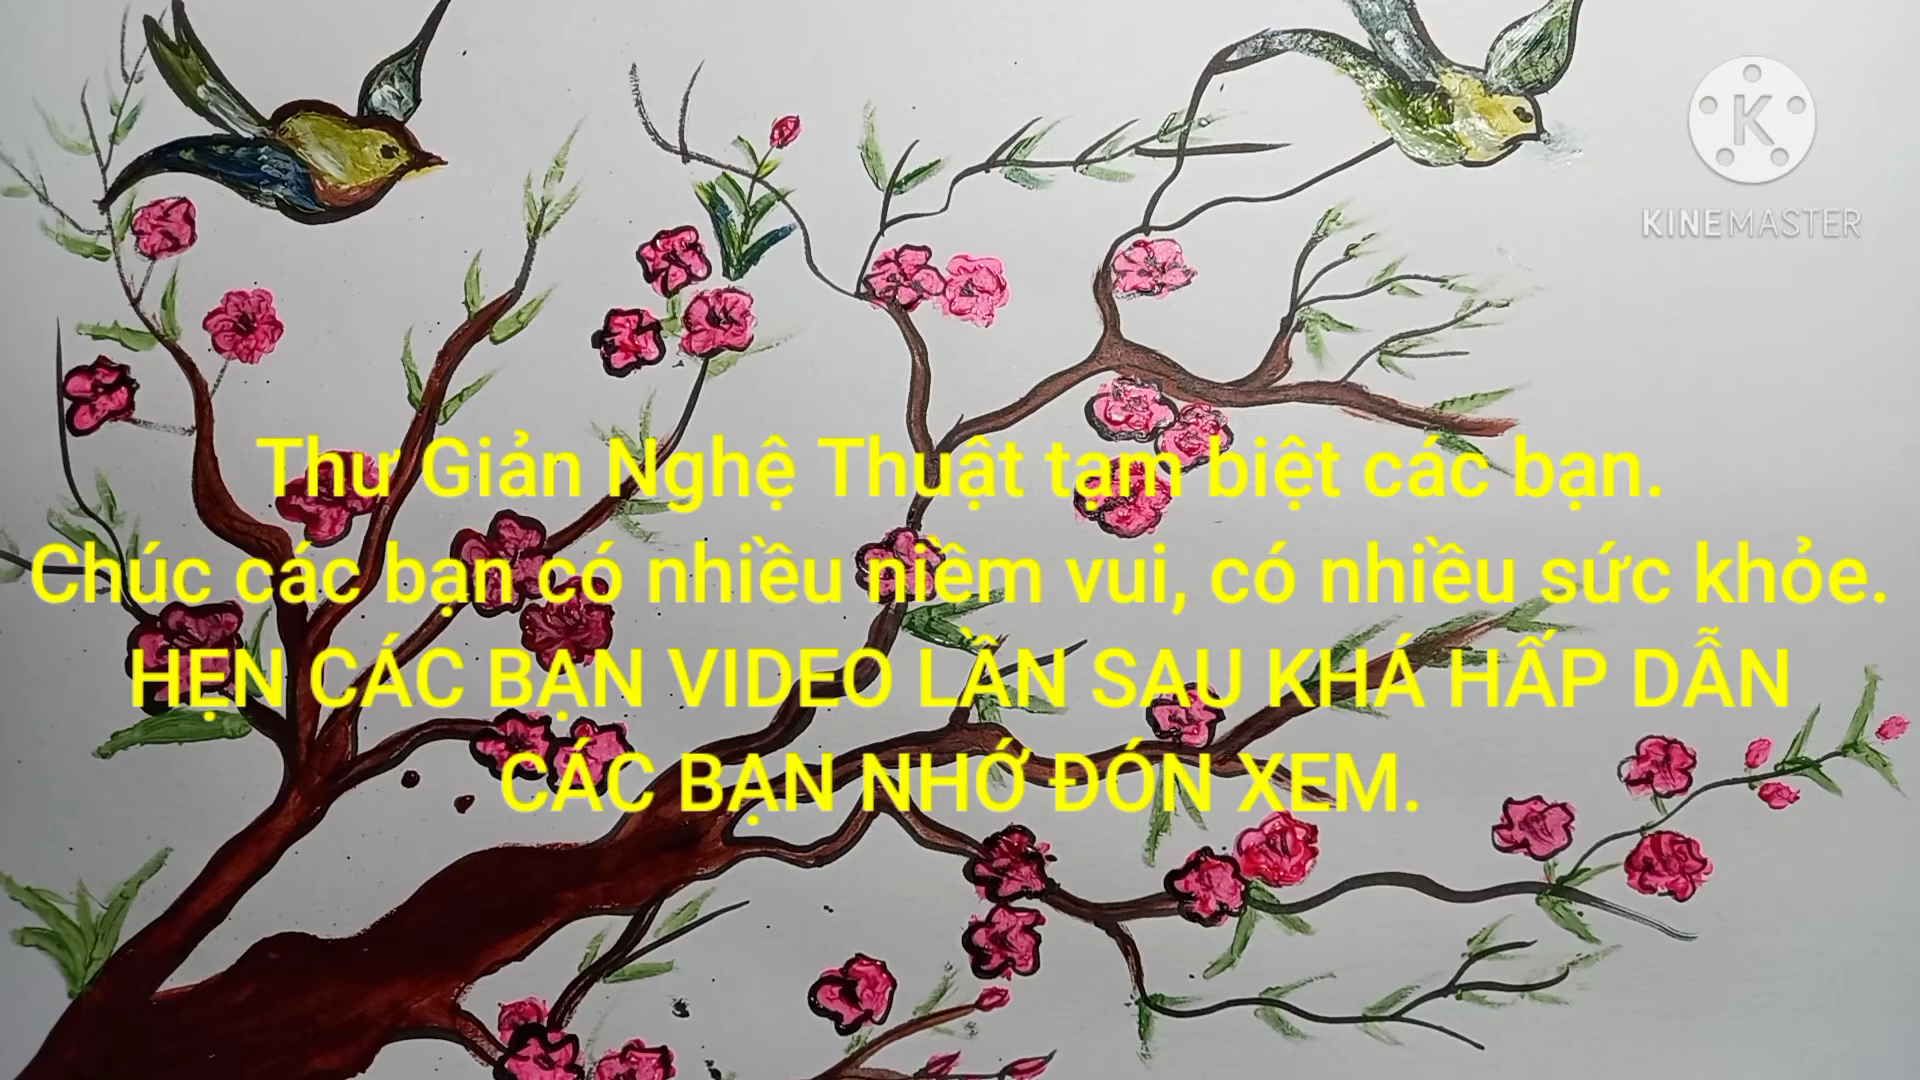 KINEMASTER
Thư Giản Nghệ Thuật tạm biệt các bạn.
Chúc các bạn có nhiều niềm vui, có nhiều sức khỏe.
HẸN CÁC BẠN VIDEO LẦN SAU KHÁ HẤP DẪN
CÁC BẠN NHỚ ĐÓN XEM.